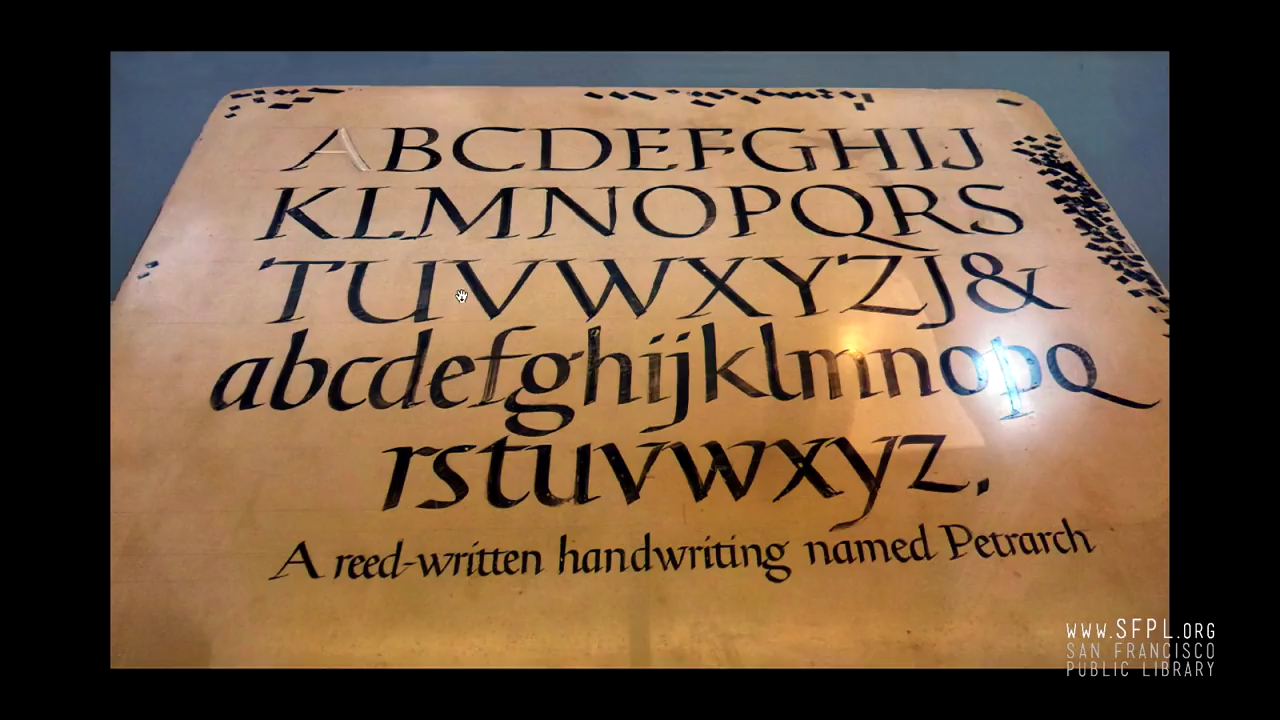 ABCDEFGHIJ
KLMNOPQRS
TUVWXYZJ&
abcdefghijklmnopq
rstuvwxyz.
A reed-written handwriting named Petrarch
WWW.SFPL.ORG
SAN FRANCISCO
PUBLIC LIBRARY